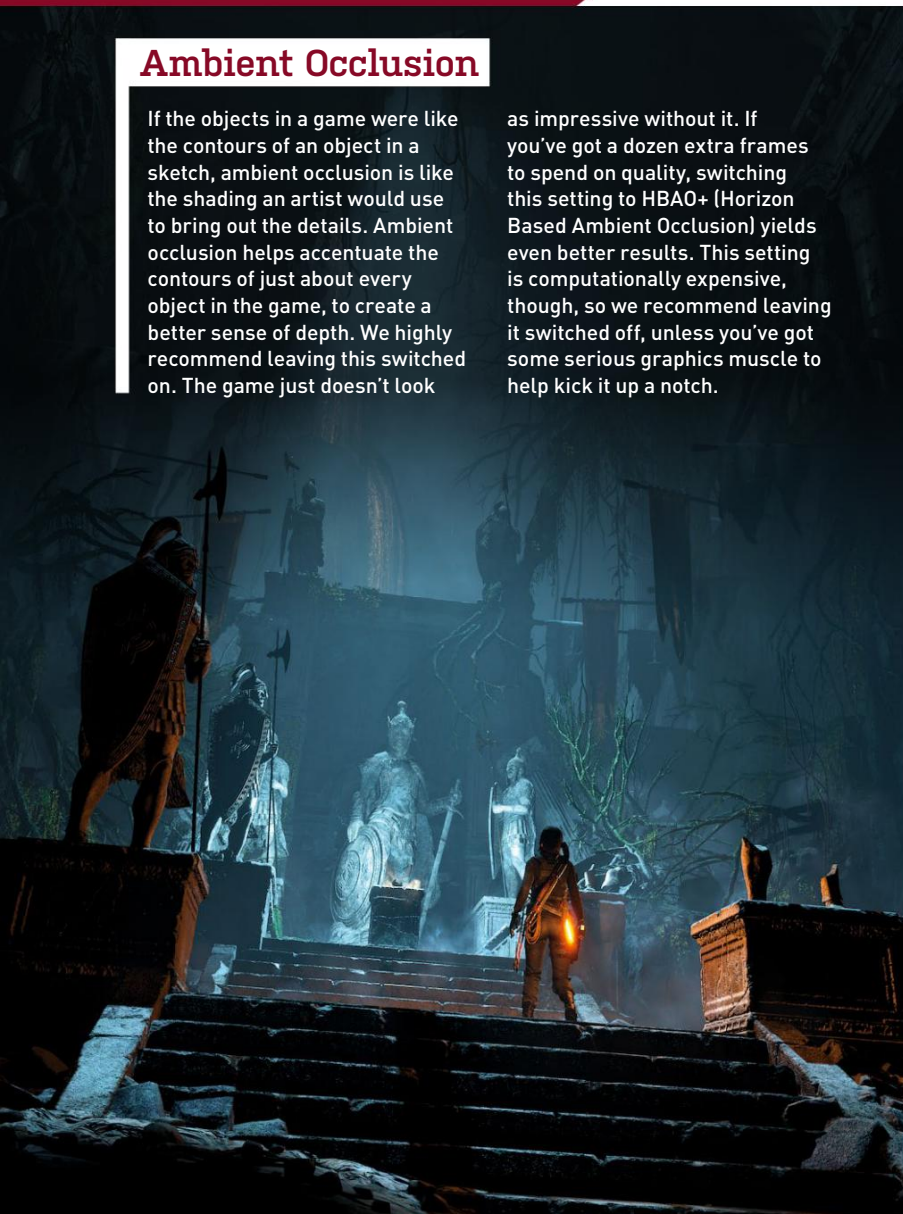 Ambient Occlusion
If the objects in a game were like
the contours of an object in a
sketch, ambient occlusion is like
the shading an artist would use
to bring out the details. Ambient
occlusion helps accentuate the
contours of just about every
object in the game, to create a
better sense of depth. We highly
recommend leaving this switched
on. The game just doesn’t look
as impressive without it. If
you’ve got a dozen extra frames
to spend on quality, switching
this setting to HBAO+ (Horizon
Based Ambient Occlusion) yields
even better results. This setting
is computationally expensive,
though, so we recommend leaving
it switched off, unless you’ve got
some serious graphics muscle to
help kick it up a notch.